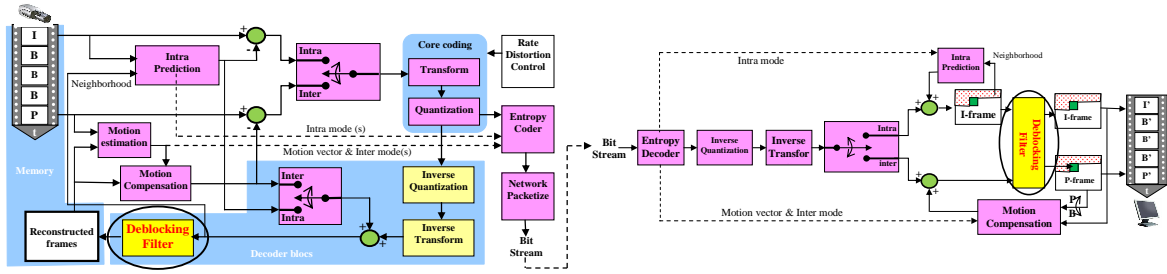 I
B
B
B
P
t
Memory
Intra
Prediction
Neighborhood
+
-
+
-
Intra
Inter
Core coding
Transform
Quantization
Rate
Distortion
Control
Intra mode (s)
Motion vector & Inter mode(s)
Entropy
Coder
Network
Packetize
Bit
Stream
Motion
estimation
Motion
Compensation
Inter
Intra
Inverse
Quantization
Inverse
Transform
+
+
Reconstructed
frames
Deblocking
Filter
Decoder blocs
Bit
Stream
Entropy
Decoder
Inverse
Quantization
Inverse
Transfor
Intra
inter
Intra mode
Intra
Prediction
Neighborhood
+
+
I-frame
Deblocking
Filter
I-frame
P-frame
+
+
P
B
Motion
Compensation
Motion vector & Inter mode
I'
B'
B'
B'
P'
t